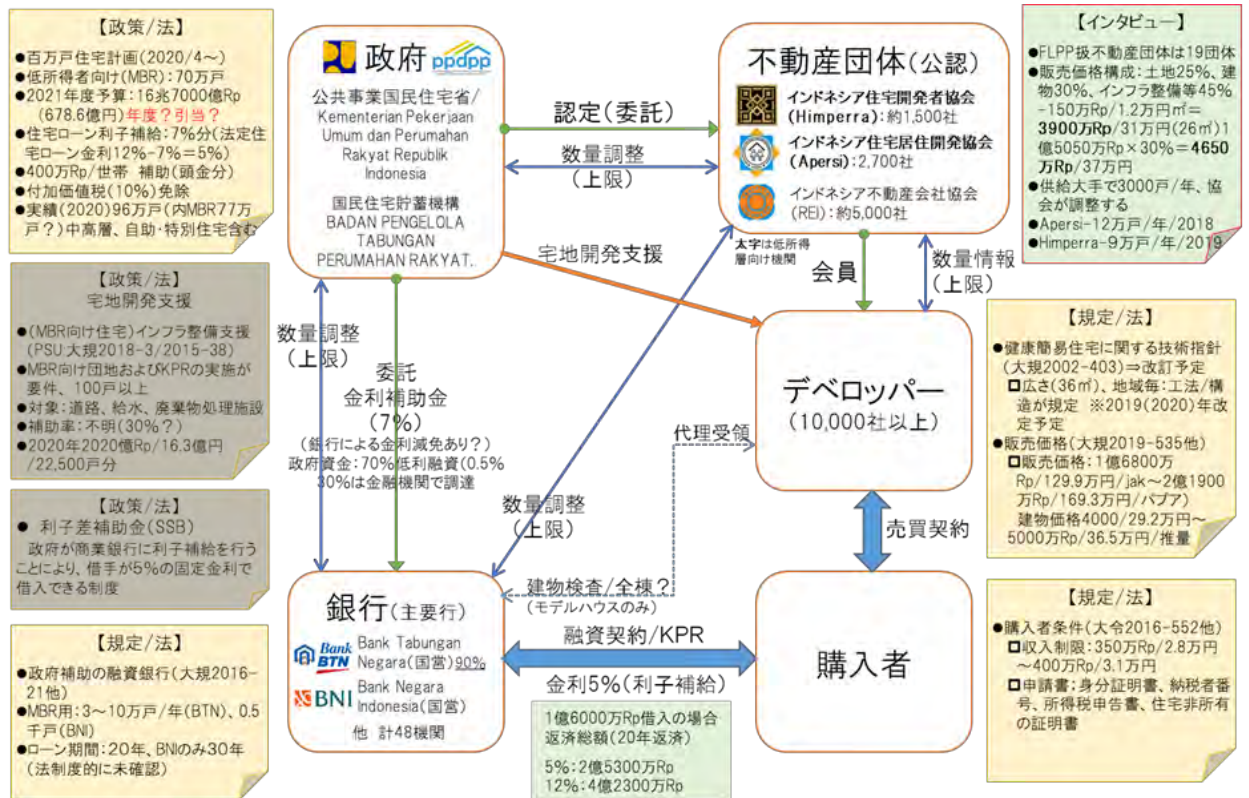 【政策/法】
●百万戸住宅計画(2020/4～)
●低所得者向け(MBR):70万戸
●2021年度予算:16兆7000億Rp
(678.6億円)年度？引当？
●住宅ローン利子補給:7%分(法定住
宅ローン金利12%-7%=5%)
●400万Rp/世帯 補助(頭金分)
●付加価値税(10%)免除
●実績(2020)96万戸(内MBR77万
戸？)中高層、自助・特別住宅含む
【政策/法】
宅地開発支援
●(MBR向け住宅)インフラ整備支援
(PSU:大規2018-3/2015-38)
●MBR向け団地およびKPRの実施が
要件、100戸以上
●対象:道路、給水、廃棄物処理施設
●補助率:不明(30%？)
●2020年2020億Rp/16.3億円
/22,500戸分
【政策/法】
● 利子差補助金(SSB)
政府が商業銀行に利子補給を行う
ことにより、借手が5%の固定金利で
借入できる制度
【規定/法】
●政府補助の融資銀行(大規2016-
21他)
●MBR用:3～10万戸/年(BTN)、0.5
千戸(BNI)
●ローン期間:20年、BNIのみ30年
(法制度的に未確認)
政府 ppdpp
公共事業国民住宅省/
Kementerian Pekerjaan
Umum dan Perumahan
Rakyat Republik
Indonesia
国民住宅貯蓄機構
BADAN PENGELOLA
TABUNGAN
PERUMAHAN RAKYAT.
認定(委託)
数量調整
(上限)
宅地開発支援
不動産団体(公認)
インドネシア住宅開発者協会
(Himperra):約1,500社
インドネシア住宅居住開発協会
(Apersi):2,700社
インドネシア不動産会社協会
(REI):約5,000社
太字は低所得
層向け機関
会員
数量情報
(上限)
数量調整
(上限)
委託
金利補助金
(7%)
(銀行による金利減免あり？)
政府資金:70%低利融資(0.5%
30%は金融機関で調達
数量調整
(上限)
代理受領
デベロッパー
(10,000社以上)
売買契約
建物検査/全棟？
(モデルハウスのみ)
銀行(主要行)
Bank BTN
Bank Tabungan
Negara(国営)90%
BNI
Bank Negara
Indonesia(国営)
他 計48機関
融資契約/KPR
金利5%(利子補給)
購入者
1億6000万Rp借入の場合
返済総額(20年返済)
5%:2億5300万Rp
12%:4億2300万Rp
【インタビュー】
●FLPP扱不動産団体は19団体
●販売価格構成:土地25%、建
物30%、インフラ整備等45%
-150万Rp/1.2万円㎡=
3900万Rp/31万円(26㎡)1
億5050万Rp×30%=4650
万Rp/37万円
●供給大手で3000戸/年、協
会が調整する
●Apersi-12万戸/年/2018
●Himperra-9万戸/年/2019
【規定/法】
●健康簡易住宅に関する技術指針
(大規2002-403)⇒改訂予定
□広さ(36㎡)、地域毎:工法/構
造が規定 ※2019(2020)年改
定予定
●販売価格(大規2019-535他)
□販売価格:1億6800万
Rp/129.9万円/jak～2億1900
万Rp/169.3万円/パプア)
建物価格4000/29.2万円～
5000万Rp/36.5万円/推量
【規定/法】
●購入者条件(大令2016-552他)
□収入制限:350万Rp/2.8万円
～400万Rp/3.1万円
□申請書:身分証明書、納税者番
号、所得税申告書、住宅非所有
の証明書